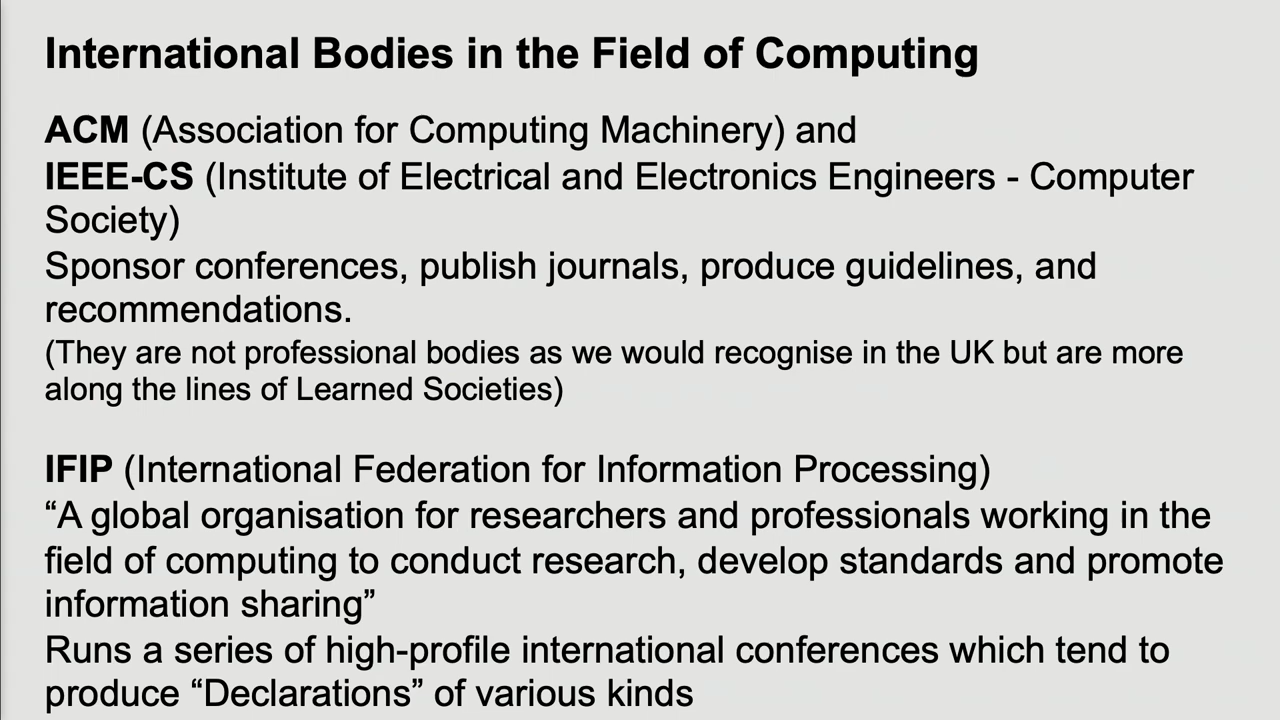 International Bodies in the Field of Computing
ACM (Association for Computing Machinery) and
IEEE-CS (Institute of Electrical and Electronics Engineers - Computer
Society)
Sponsor conferences, publish journals, produce guidelines, and
recommendations.
(They are not professional bodies as we would recognise in the UK but are more
along the lines of Learned Societies)
IFIP (International Federation for Information Processing)
“A global organisation for researchers and professionals working in the
field of computing to conduct research, develop standards and promote
information sharing”
Runs a series of high-profile international conferences which tend to
produce “Declarations” of various kinds